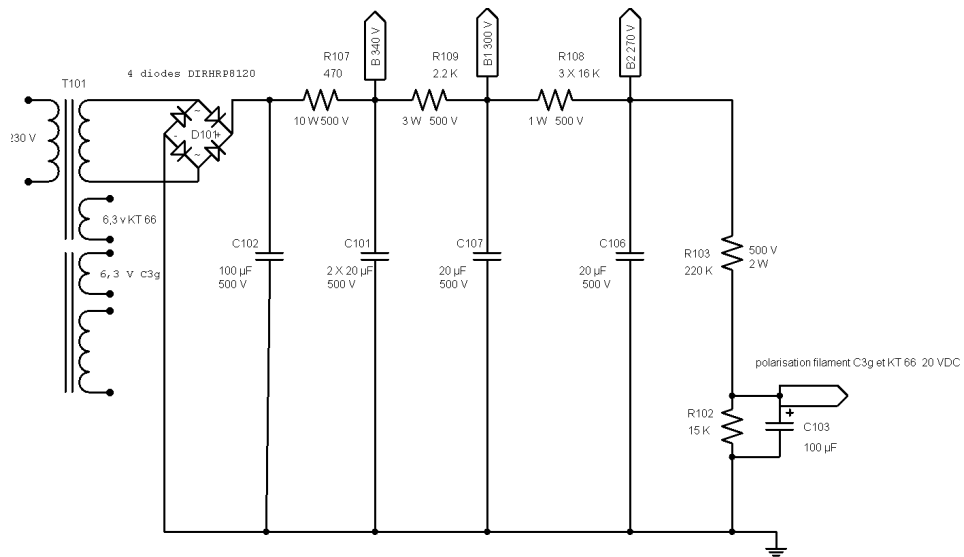 B 340 V
B1 300 V
B2 270 V
R107
470
R109
2.2 K
R108
3 X 16 K
4 diodes DIRHRP8120
T101
10 W 500 V
3 W 500 V
1 W 500 V
230 V
- D101 +
~
~
6,3 v KT 66
6,3 V C3g
C102
100 µF
500 V
C101
2 X 20 µF
500 V
C107
20 µF
500 V
C106
20 µF
500 V
R103
220 K
500 V
2 W
polarisation filament C3g et KT 66 20 VDC
R102
15 K
+
C103
100 µF